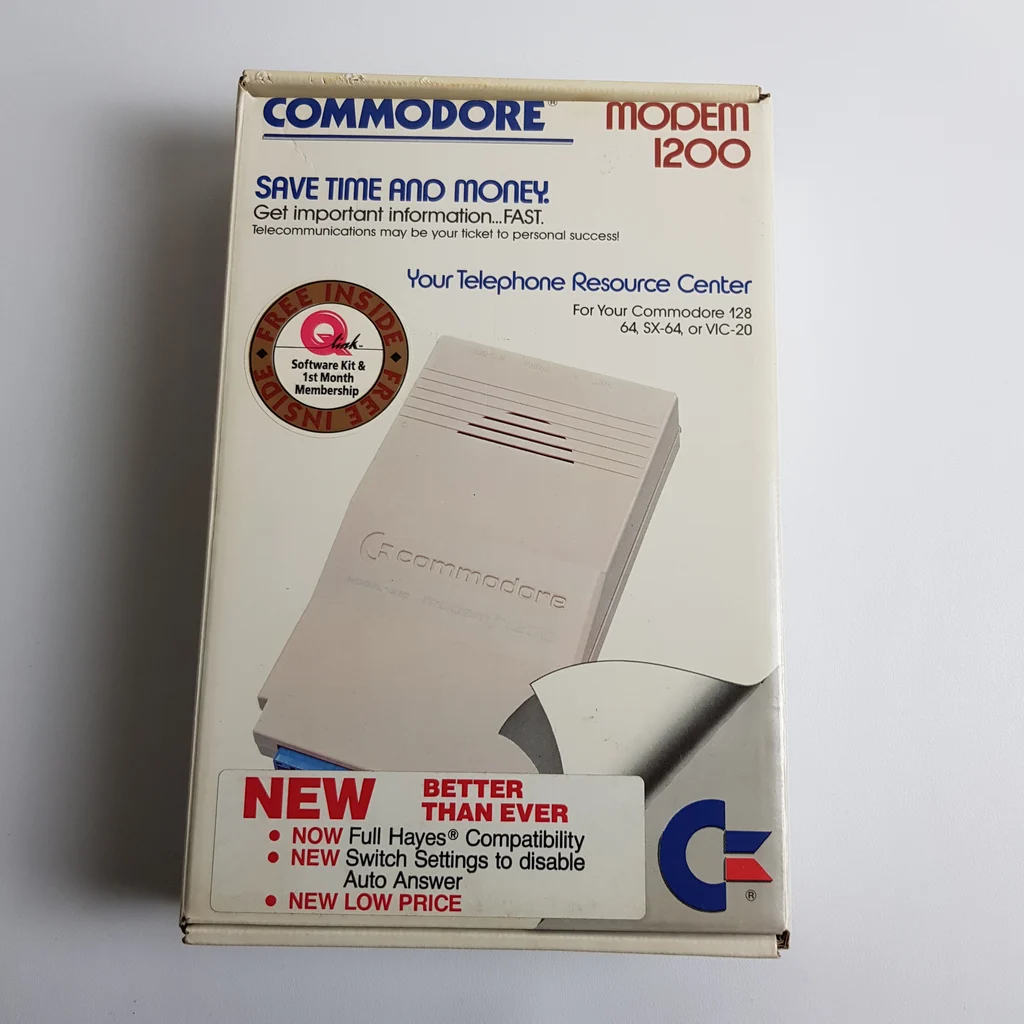 COMMODORE®
MODEM
1200
SAVE TIME AND MONEY.
Get important information...FAST.
Telecommunications may be your ticket to personal success!
Your Telephone Resource Center
For Your Commodore 128
64, SX-64, or VIC-20
FREE INSIDE
Qlink
Software Kit &
1st Month
Membership
FREE INSIDE
commodore
NEW
BETTER
THAN EVER
• NOW Full Hayes® Compatibility
• NEW Switch Settings to disable
Auto Answer
• NEW LOW PRICE
®